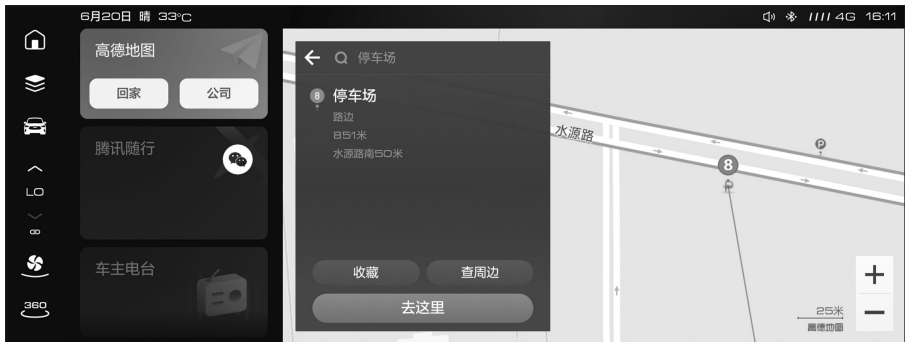 6月20日 晴 33°C
4G 16:11
高德地图
回家
公司
腾讯随行
车主电台
LO
360
停车场
8
停车场
路边
851米
水源路南50米
收藏
查周边
去这里
水源路
P
8
P
25米
高德地图